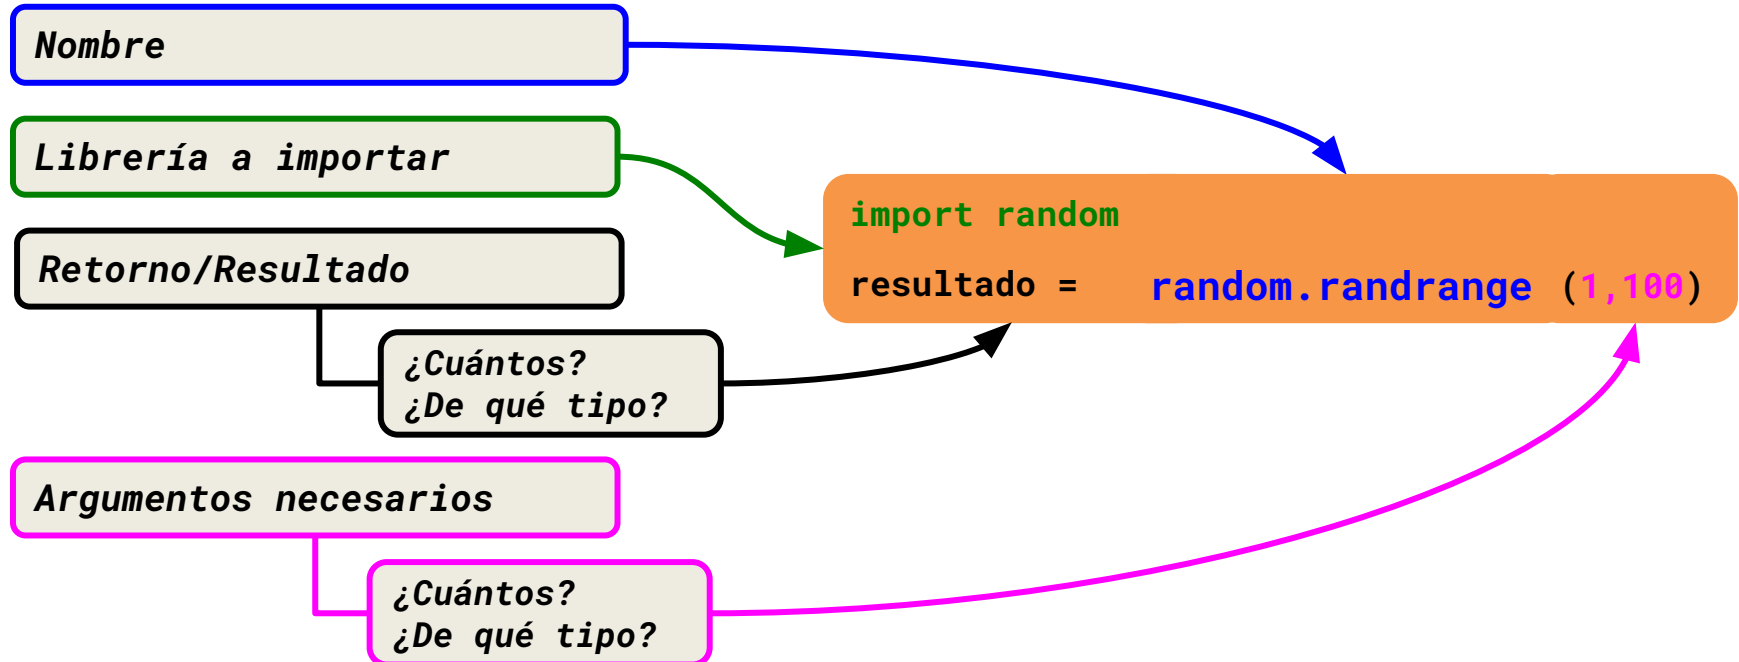 Nombre
Librería a importar
Retorno/Resultado
¿Cuántos?
¿De qué tipo?
Argumentos necesarios
¿Cuántos?
¿De qué tipo?
import random
resultado = random.randrange (1,100)